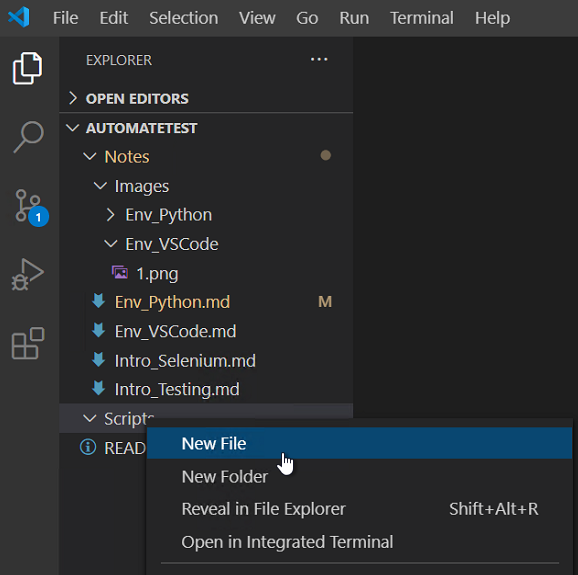 File Edit Selection View Go Run Terminal Help
EXPLORER ...
OPEN EDITORS
AUTOMATETEST
Notes
Images
Env_Python
Env_VSCode
1.png
Env_Python.md M
Env_VSCode.md
Intro_Selenium.md
Intro_Testing.md
Scripts
READ
New File
New Folder
Reveal in File Explorer Shift+Alt+R
Open in Integrated Terminal
1